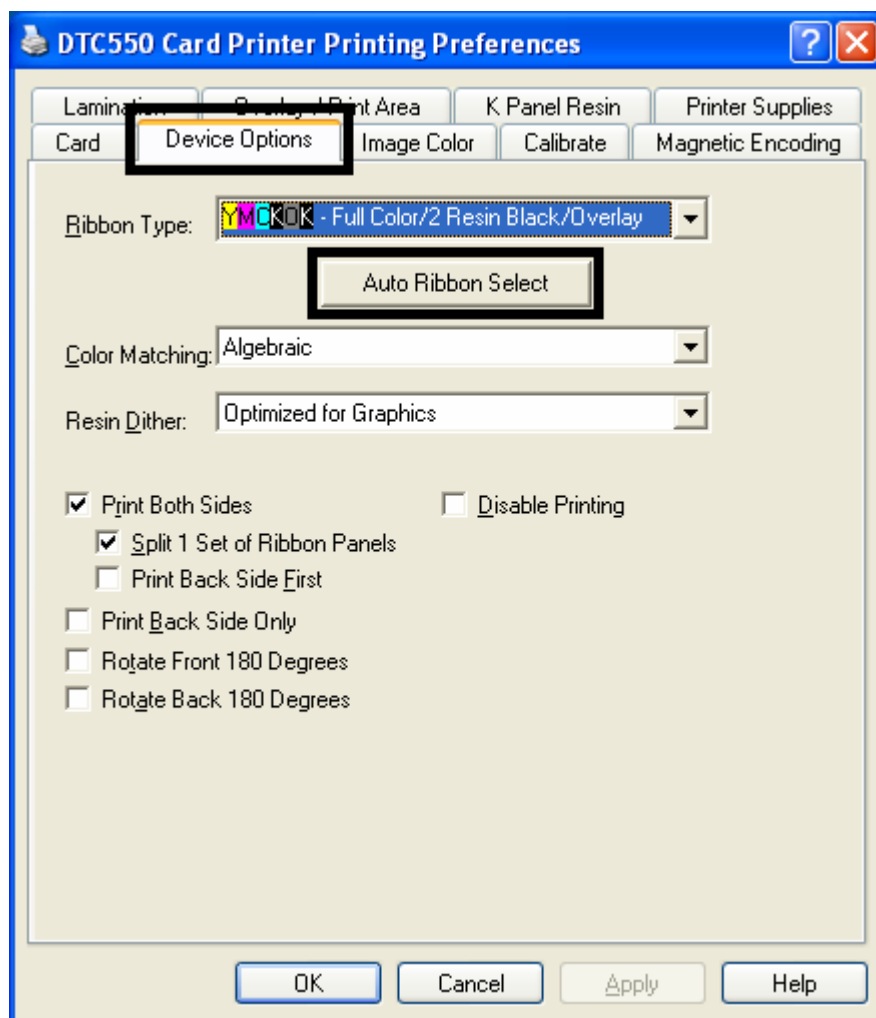 DTC550 Card Printer Printing Preferences
Lamination Overlay / Print Area K Panel Resin Printer Supplies
Card Device Options Image Color Calibrate Magnetic Encoding
Ribbon Type: YMCKOK - Full Color/2 Resin Black/Overlay
Auto Ribbon Select
Color Matching: Algebraic
Resin Dither: Optimized for Graphics
Print Both Sides Disable Printing
Split 1 Set of Ribbon Panels
Print Back Side First
Print Back Side Only
Rotate Front 180 Degrees
Rotate Back 180 Degrees
OK Cancel Apply Help